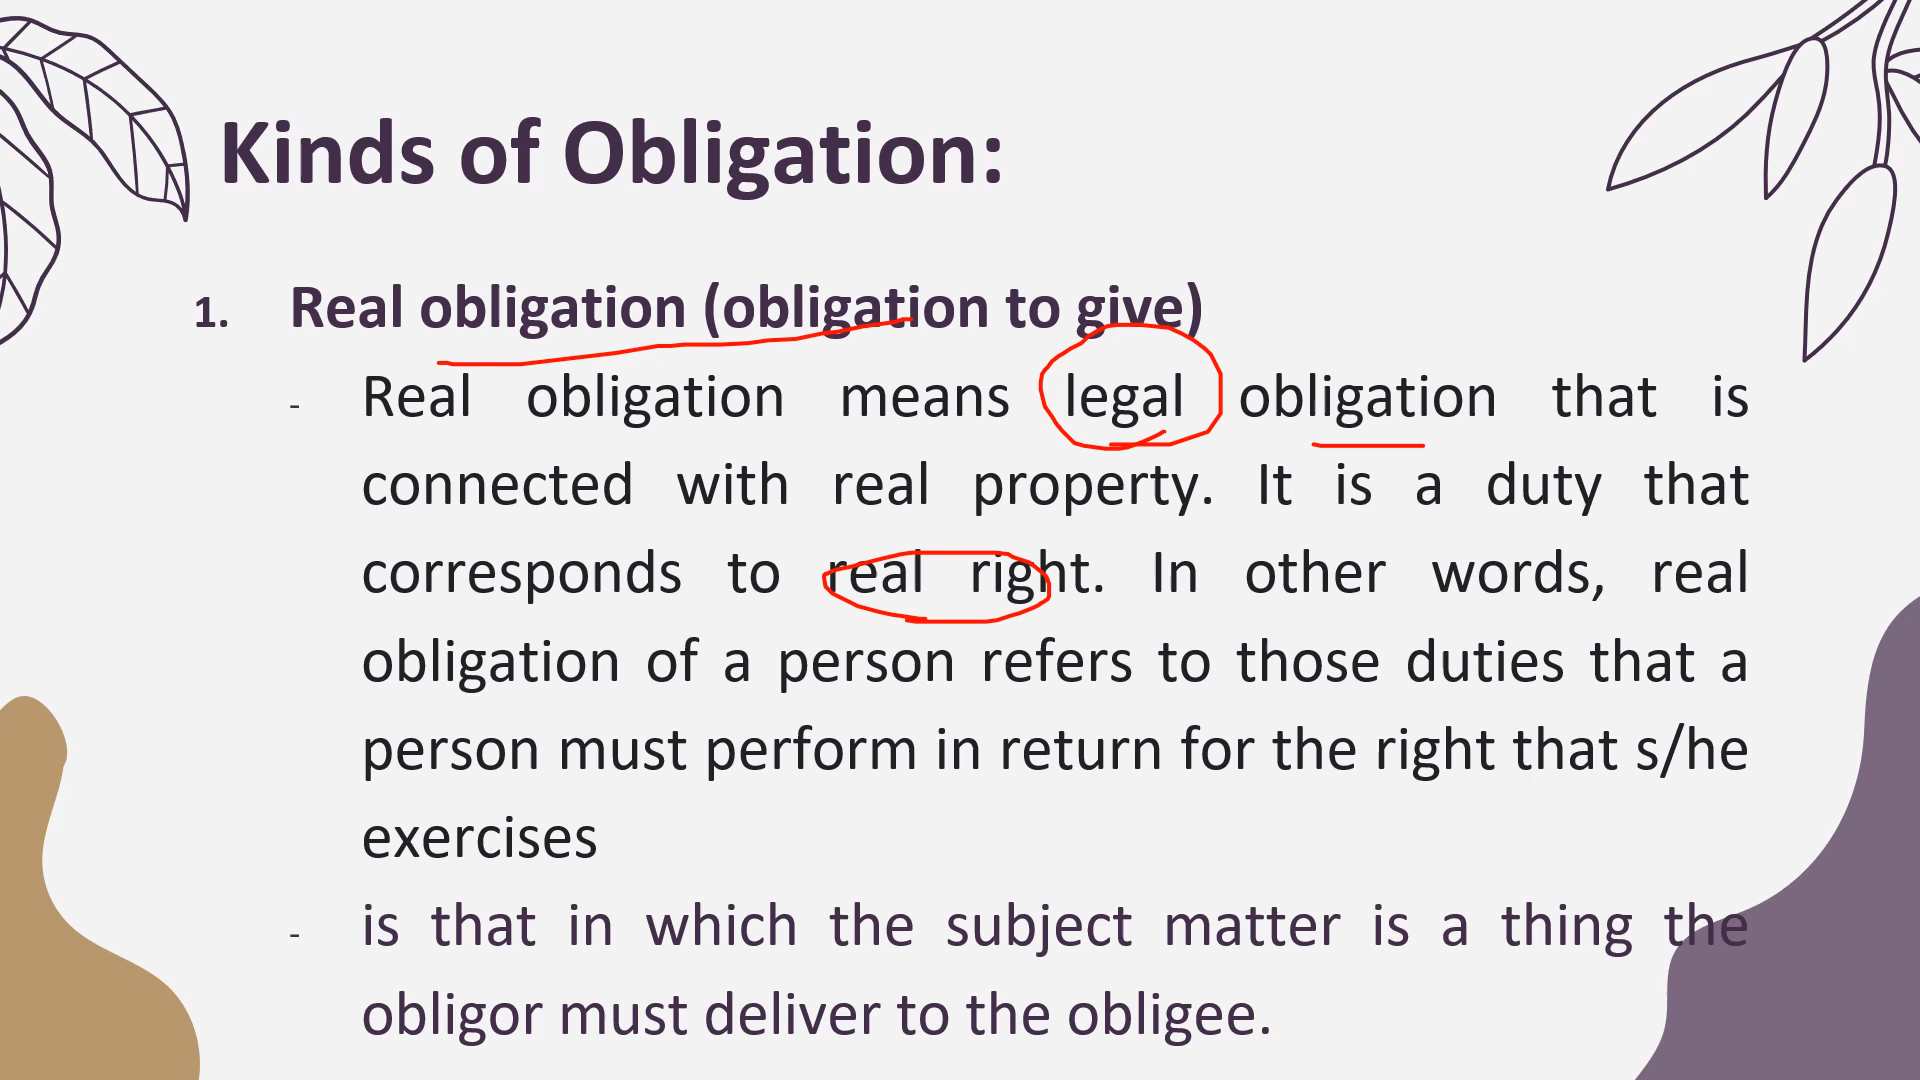 Kinds of Obligation:
1. Real obligation (obligation to give)
- Real obligation means legal obligation that is
connected with real property. It is a duty that
corresponds to real right. In other words, real
obligation of a person refers to those duties that a
person must perform in return for the right that s/he
exercises
- is that in which the subject matter is a thing the
obligor must deliver to the obligee.